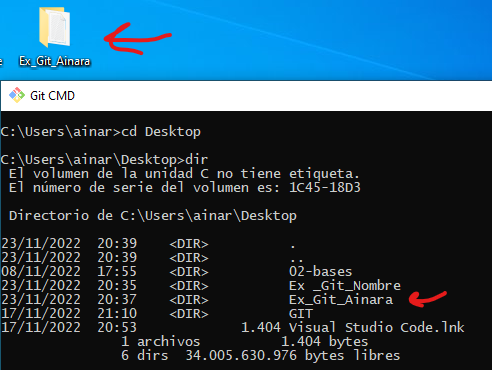 e
Ex_Git_Ainara
Git CMD
C:\Users\ainar>cd Desktop
C:\Users\ainar\Desktop>dir
 El volumen de la unidad C no tiene etiqueta.
 El número de serie del volumen es: 1C45-18D3
 Directorio de C:\Users\ainar\Desktop
23/11/2022  20:39    <DIR>          .
23/11/2022  20:39    <DIR>          ..
08/11/2022  17:55    <DIR>          02-bases
23/11/2022  20:35    <DIR>          Ex _Git_Nombre
23/11/2022  20:37    <DIR>          Ex_Git_Ainara
17/11/2022  21:10    <DIR>          GIT
17/11/2022  20:53             1.404 Visual Studio Code.lnk
               1 archivos          1.404 bytes
               6 dirs  34.005.630.976 bytes libres